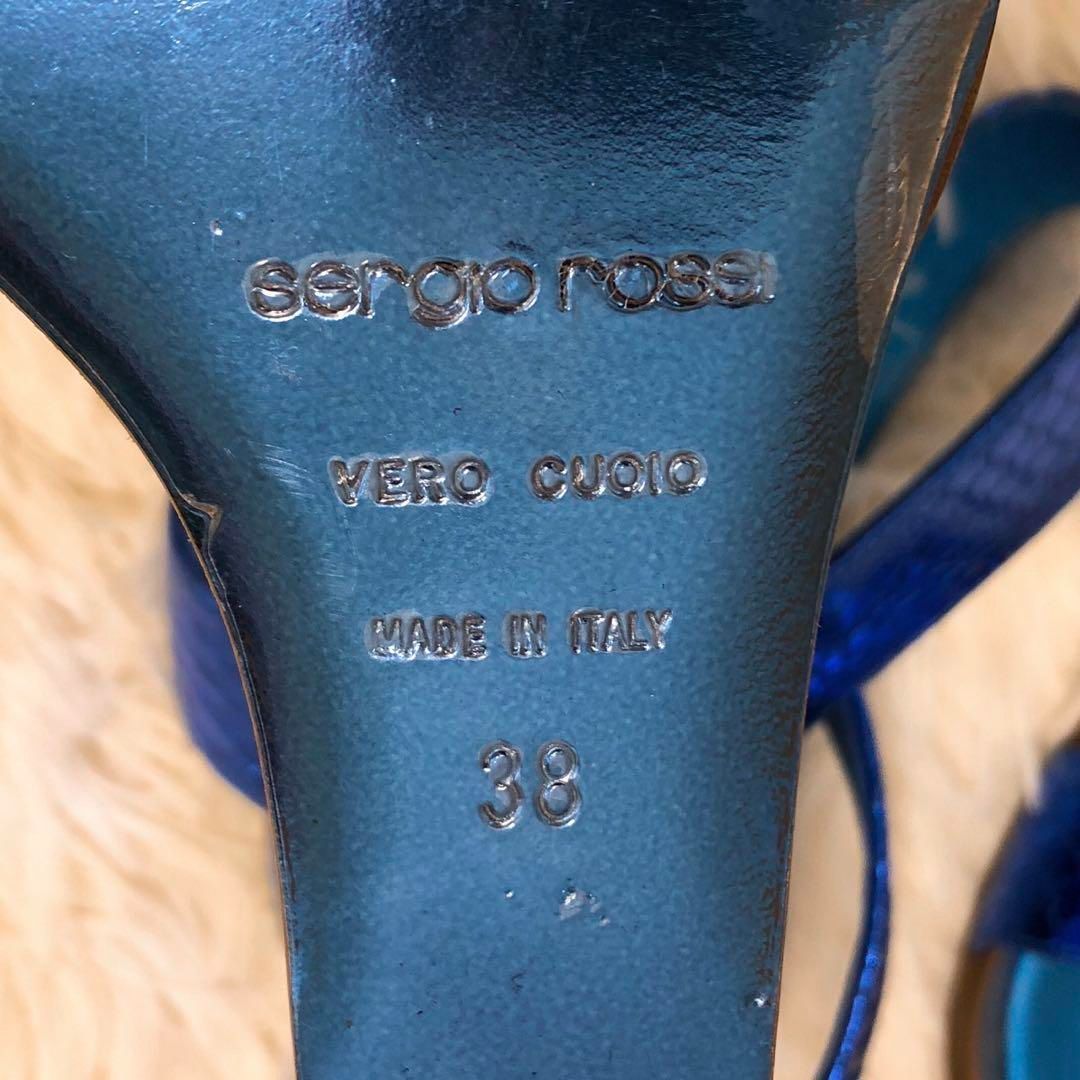 sergio rossi
VERO CUOIO
MADE IN ITALY
38